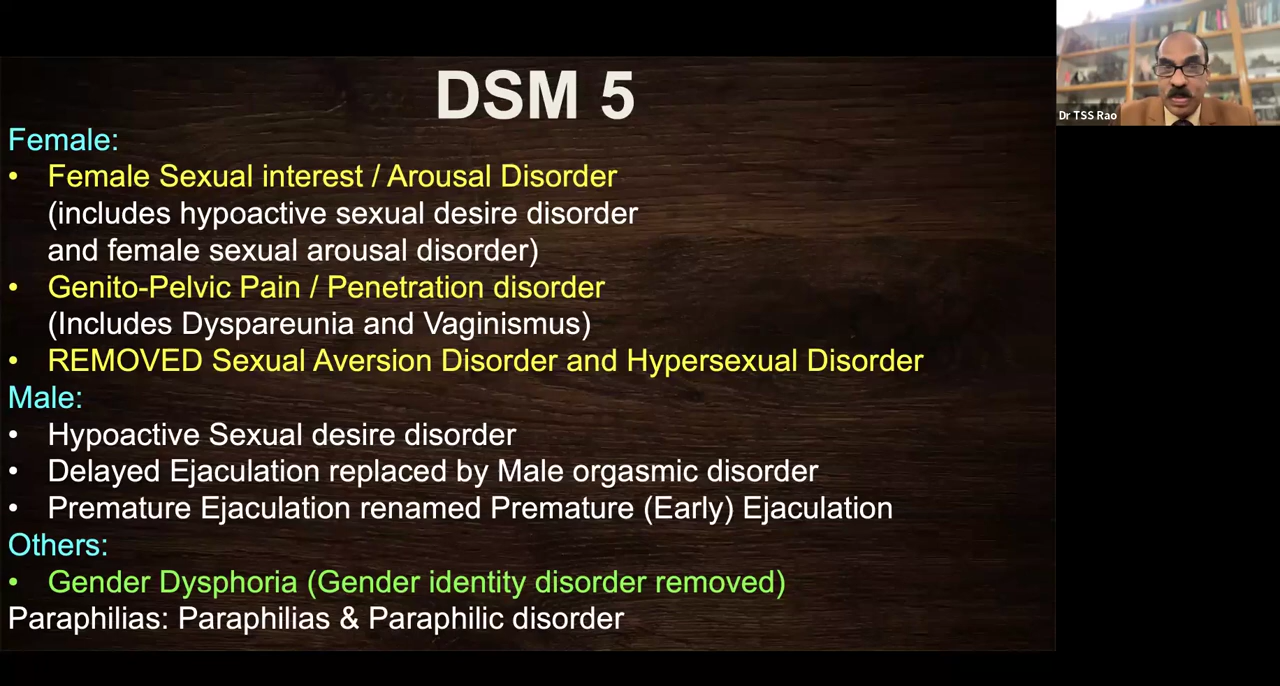 DSM 5
Dr TSS Rao
Female:
• Female Sexual interest / Arousal Disorder
(includes hypoactive sexual desire disorder
and female sexual arousal disorder)
• Genito-Pelvic Pain / Penetration disorder
(Includes Dyspareunia and Vaginismus)
• REMOVED Sexual Aversion Disorder and Hypersexual Disorder
Male:
• Hypoactive Sexual desire disorder
• Delayed Ejaculation replaced by Male orgasmic disorder
• Premature Ejaculation renamed Premature (Early) Ejaculation
Others:
• Gender Dysphoria (Gender identity disorder removed)
Paraphilias: Paraphilias & Paraphilic disorder